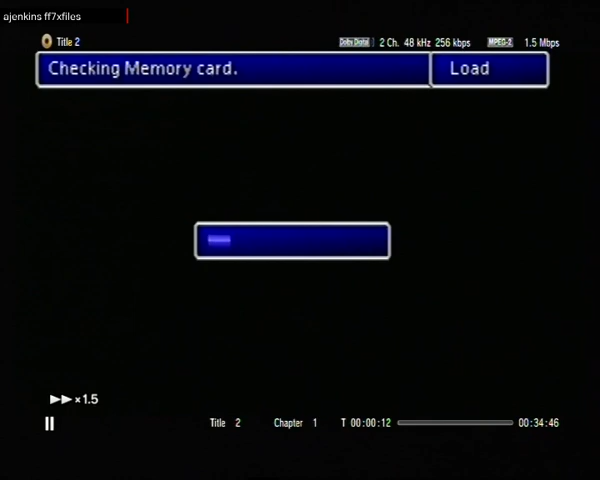 ajenkins ff7xfiles
Title 2
Dolby Digital 2 Ch. 48 kHz 256 kbps MPEG-2 1.5 Mbps
Checking Memory card.
Load
×1.5
Title 2 Chapter 1 T 00:00:12 00:34:46